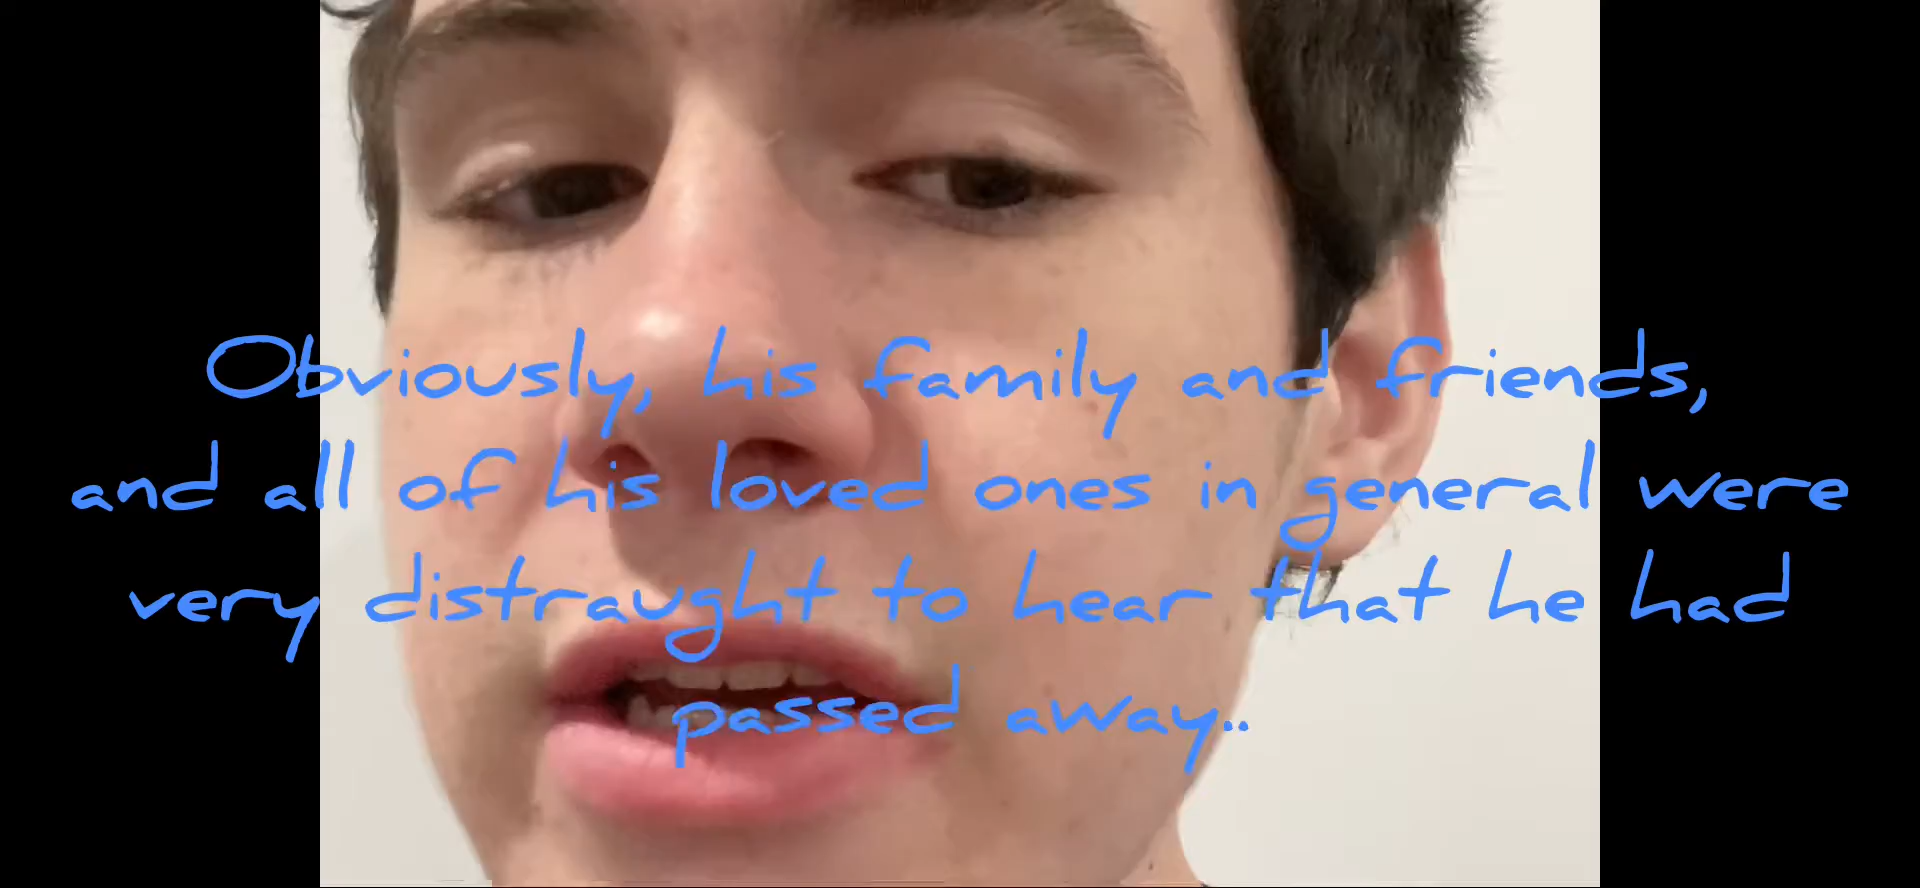 Obviously, his family and friends,
and all of his loved ones in general were
very distraught to hear that he had
passed away..